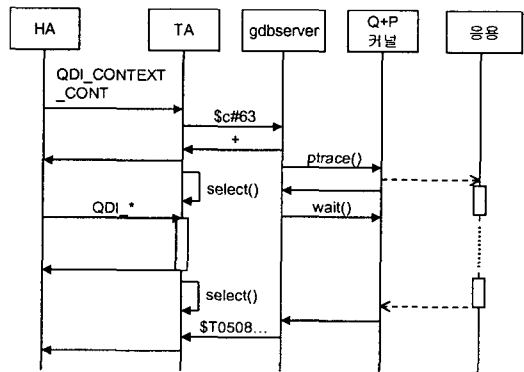 HA
TA
gdbserver
Q+P
커널
응용
QDI_CONTEXT
_CONT
$c#63
+
ptrace()
select()
QDI_*
wait()
select()
$T0508...